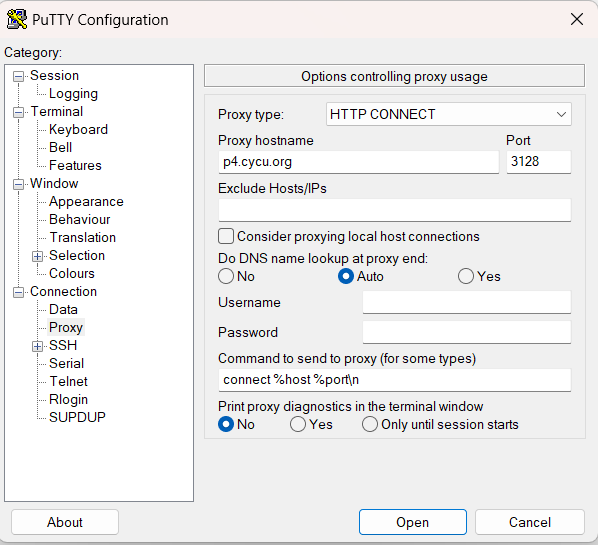 PuTTY Configuration
Category:
Session
Logging
Terminal
Keyboard
Bell
Features
Window
Appearance
Behaviour
Translation
Selection
Colours
Connection
Data
Proxy
SSH
Serial
Telnet
Rlogin
SUPDUP
Options controlling proxy usage
Proxy type: HTTP CONNECT
Proxy hostname Port
p4.cycu.org 3128
Exclude Hosts/IPs
Consider proxying local host connections
Do DNS name lookup at proxy end:
No Auto Yes
Username
Password
Command to send to proxy (for some types)
connect %host %port\n
Print proxy diagnostics in the terminal window
No Yes Only until session starts
About Open Cancel